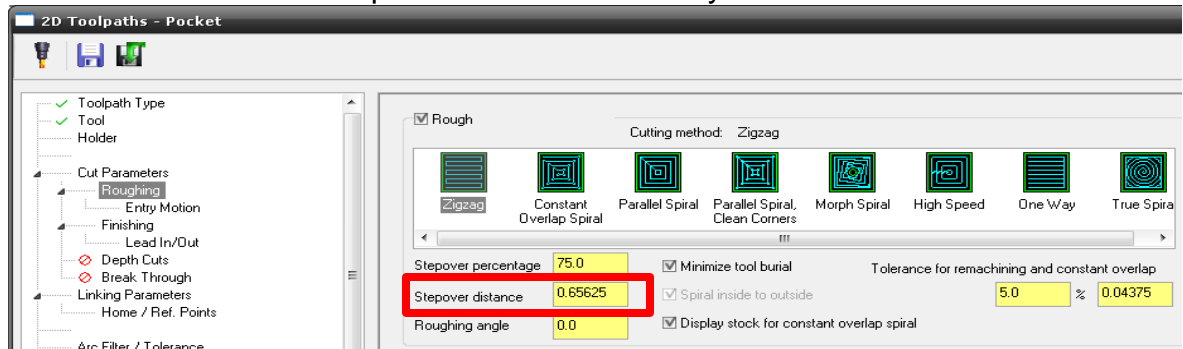 2D Toolpaths - Pocket
Toolpath Type
Tool
Holder
Cut Parameters
Roughing
Entry Motion
Finishing
Lead In/Out
Depth Cuts
Break Through
Linking Parameters
Home / Ref. Points
Arc Filter / Tolerance
Rough
Cutting method: Zigzag
Zigzag
Constant
Overlap Spiral
Parallel Spiral
Parallel Spiral,
Clean Corners
Morph Spiral
High Speed
One Way
True Spira
Stepover percentage 75.0
Minimize tool burial
Tolerance for remachining and constant overlap
Stepover distance 0.65625
Spiral inside to outside
5.0 % 0.04375
Roughing angle 0.0
Display stock for constant overlap spiral